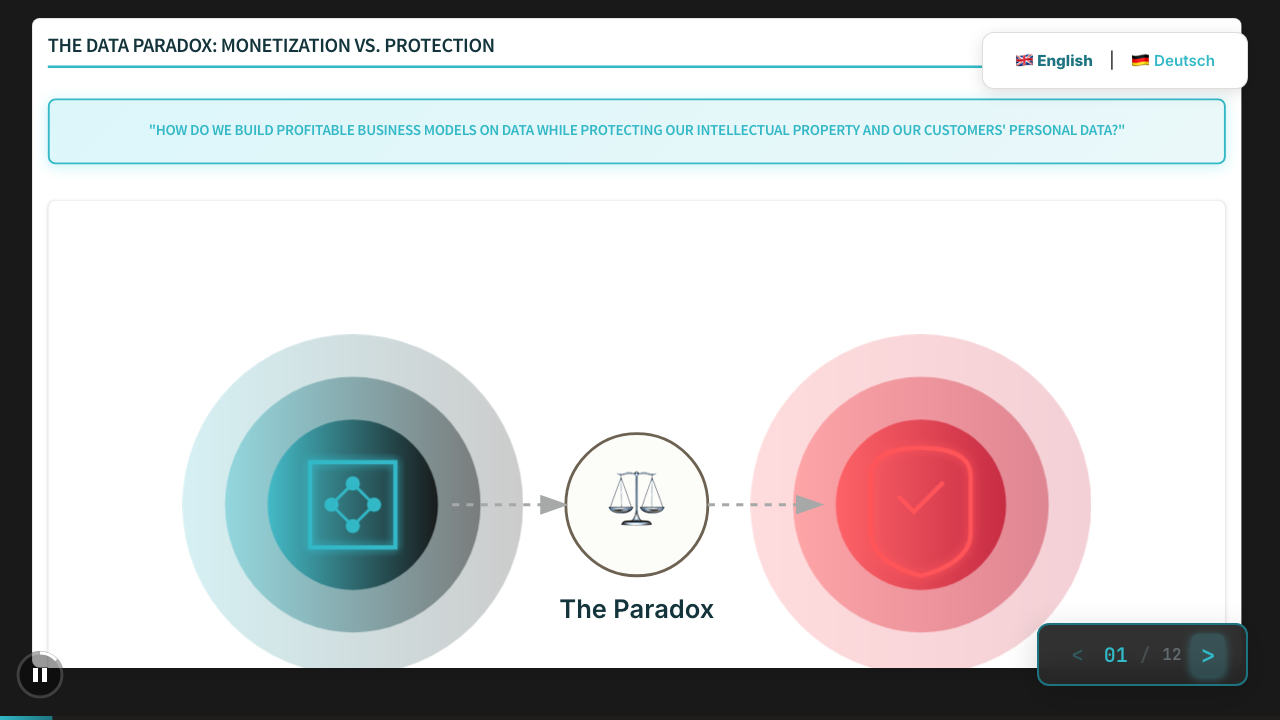 THE DATA PARADOX: MONETIZATION VS. PROTECTION
🇬🇧 English | 🇩🇪 Deutsch
"HOW DO WE BUILD PROFITABLE BUSINESS MODELS ON DATA WHILE PROTECTING OUR INTELLECTUAL PROPERTY AND OUR CUSTOMERS' PERSONAL DATA?"
The Paradox
< 01 / 12 >